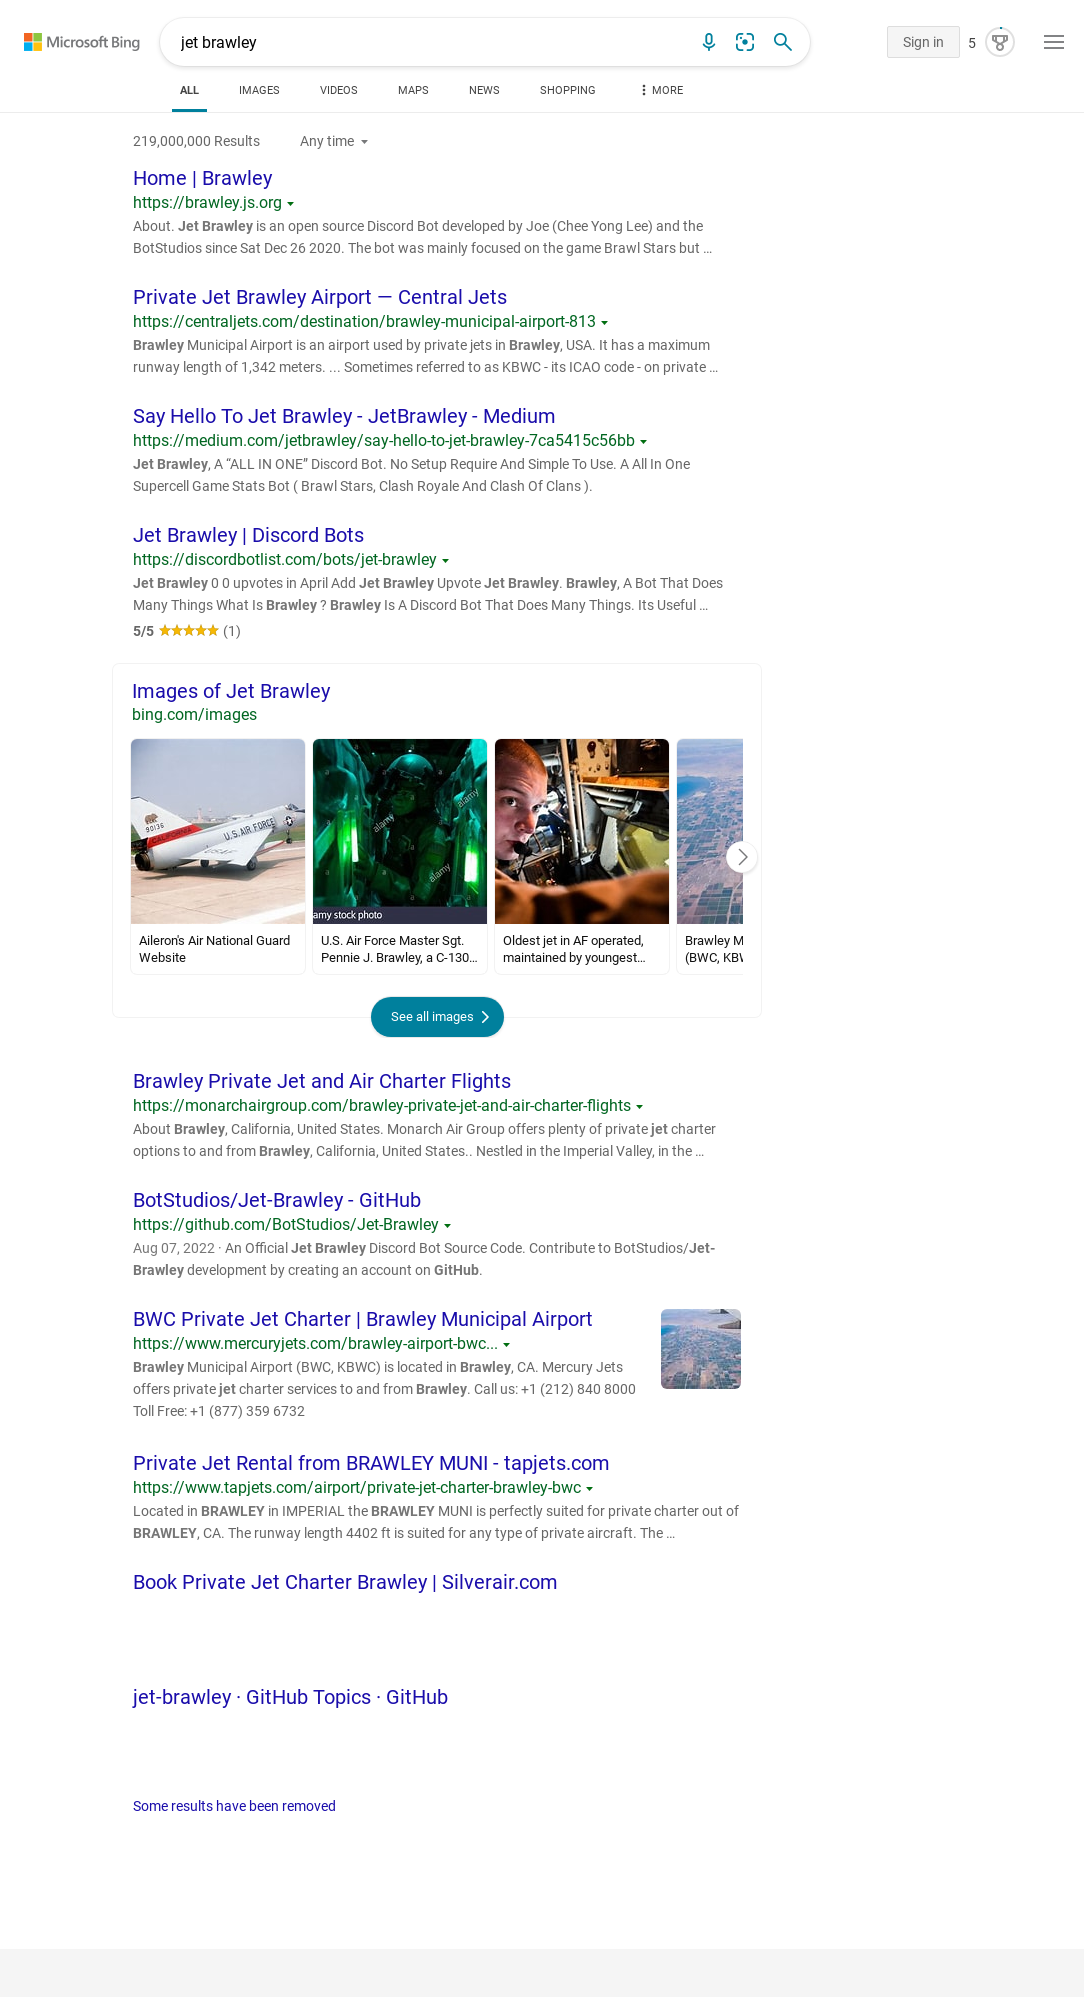 Microsoft Bing
jet brawley
Sign in
5
ALL
IMAGES
VIDEOS
MAPS
NEWS
SHOPPING
MORE
219,000,000 Results
Any time
Home | Brawley
https://brawley.js.org
About. Jet Brawley is an open source Discord Bot developed by Joe (Chee Yong Lee) and the
BotStudios since Sat Dec 26 2020. The bot was mainly focused on the game Brawl Stars but ...
Private Jet Brawley Airport — Central Jets
https://centraljets.com/destination/brawley-municipal-airport-813
Brawley Municipal Airport is an airport used by private jets in Brawley, USA. It has a maximum
runway length of 1,342 meters. ... Sometimes referred to as KBWC - its ICAO code - on private ...
Say Hello To Jet Brawley - JetBrawley - Medium
https://medium.com/jetbrawley/say-hello-to-jet-brawley-7ca5415c56bb
Jet Brawley, A “ALL IN ONE” Discord Bot. No Setup Require And Simple To Use. A All In One
Supercell Game Stats Bot ( Brawl Stars, Clash Royale And Clash Of Clans ).
Jet Brawley | Discord Bots
https://discordbotlist.com/bots/jet-brawley
Jet Brawley 0 0 upvotes in April Add Jet Brawley Upvote Jet Brawley. Brawley, A Bot That Does
Many Things What Is Brawley ? Brawley Is A Discord Bot That Does Many Things. Its Useful ...
5/5 ★★★★★ (1)
Images of Jet Brawley
bing.com/images
90136
CALIFORNIA
U.S. AIR FORCE
USAF
alamy
alamy
alamy
amy stock photo
Aileron's Air National Guard
Website
U.S. Air Force Master Sgt.
Pennie J. Brawley, a C-130...
Oldest jet in AF operated,
maintained by youngest...
Brawley M
(BWC, KBW
See all images
Brawley Private Jet and Air Charter Flights
https://monarchairgroup.com/brawley-private-jet-and-air-charter-flights
About Brawley, California, United States. Monarch Air Group offers plenty of private jet charter
options to and from Brawley, California, United States.. Nestled in the Imperial Valley, in the ...
BotStudios/Jet-Brawley - GitHub
https://github.com/BotStudios/Jet-Brawley
Aug 07, 2022 · An Official Jet Brawley Discord Bot Source Code. Contribute to BotStudios/Jet-
Brawley development by creating an account on GitHub.
BWC Private Jet Charter | Brawley Municipal Airport
https://www.mercuryjets.com/brawley-airport-bwc...
Brawley Municipal Airport (BWC, KBWC) is located in Brawley, CA. Mercury Jets
offers private jet charter services to and from Brawley. Call us: +1 (212) 840 8000
Toll Free: +1 (877) 359 6732
Private Jet Rental from BRAWLEY MUNI - tapjets.com
https://www.tapjets.com/airport/private-jet-charter-brawley-bwc
Located in BRAWLEY in IMPERIAL the BRAWLEY MUNI is perfectly suited for private charter out of
BRAWLEY, CA. The runway length 4402 ft is suited for any type of private aircraft. The ...
Book Private Jet Charter Brawley | Silverair.com
jet-brawley · GitHub Topics · GitHub
Some results have been removed